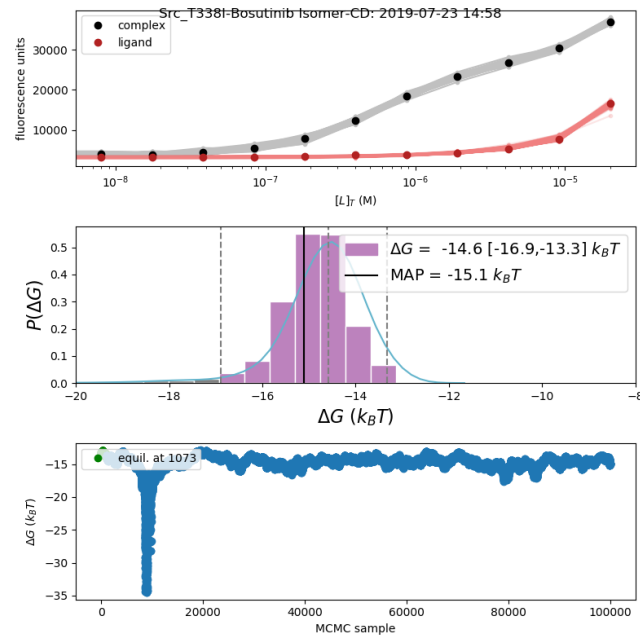 Src_T338I-Bosutinib Isomer-CD: 2019-07-23 14:58
complex
ligand
fluorescence units
40000
30000
20000
10000
10⁻⁸ 10⁻⁷ 10⁻⁶ 10⁻⁵
[L]_T (M)
ΔG = -14.6 [-16.9,-13.3] k_BT
MAP = -15.1 k_BT
P(ΔG)
0.5
0.4
0.3
0.2
0.1
0.0
−20 −18 −16 −14 −12 −10 −8
ΔG (k_BT)
equil. at 1073
ΔG (k_BT)
−15
−20
−25
−30
−35
0 20000 40000 60000 80000 100000
MCMC sample